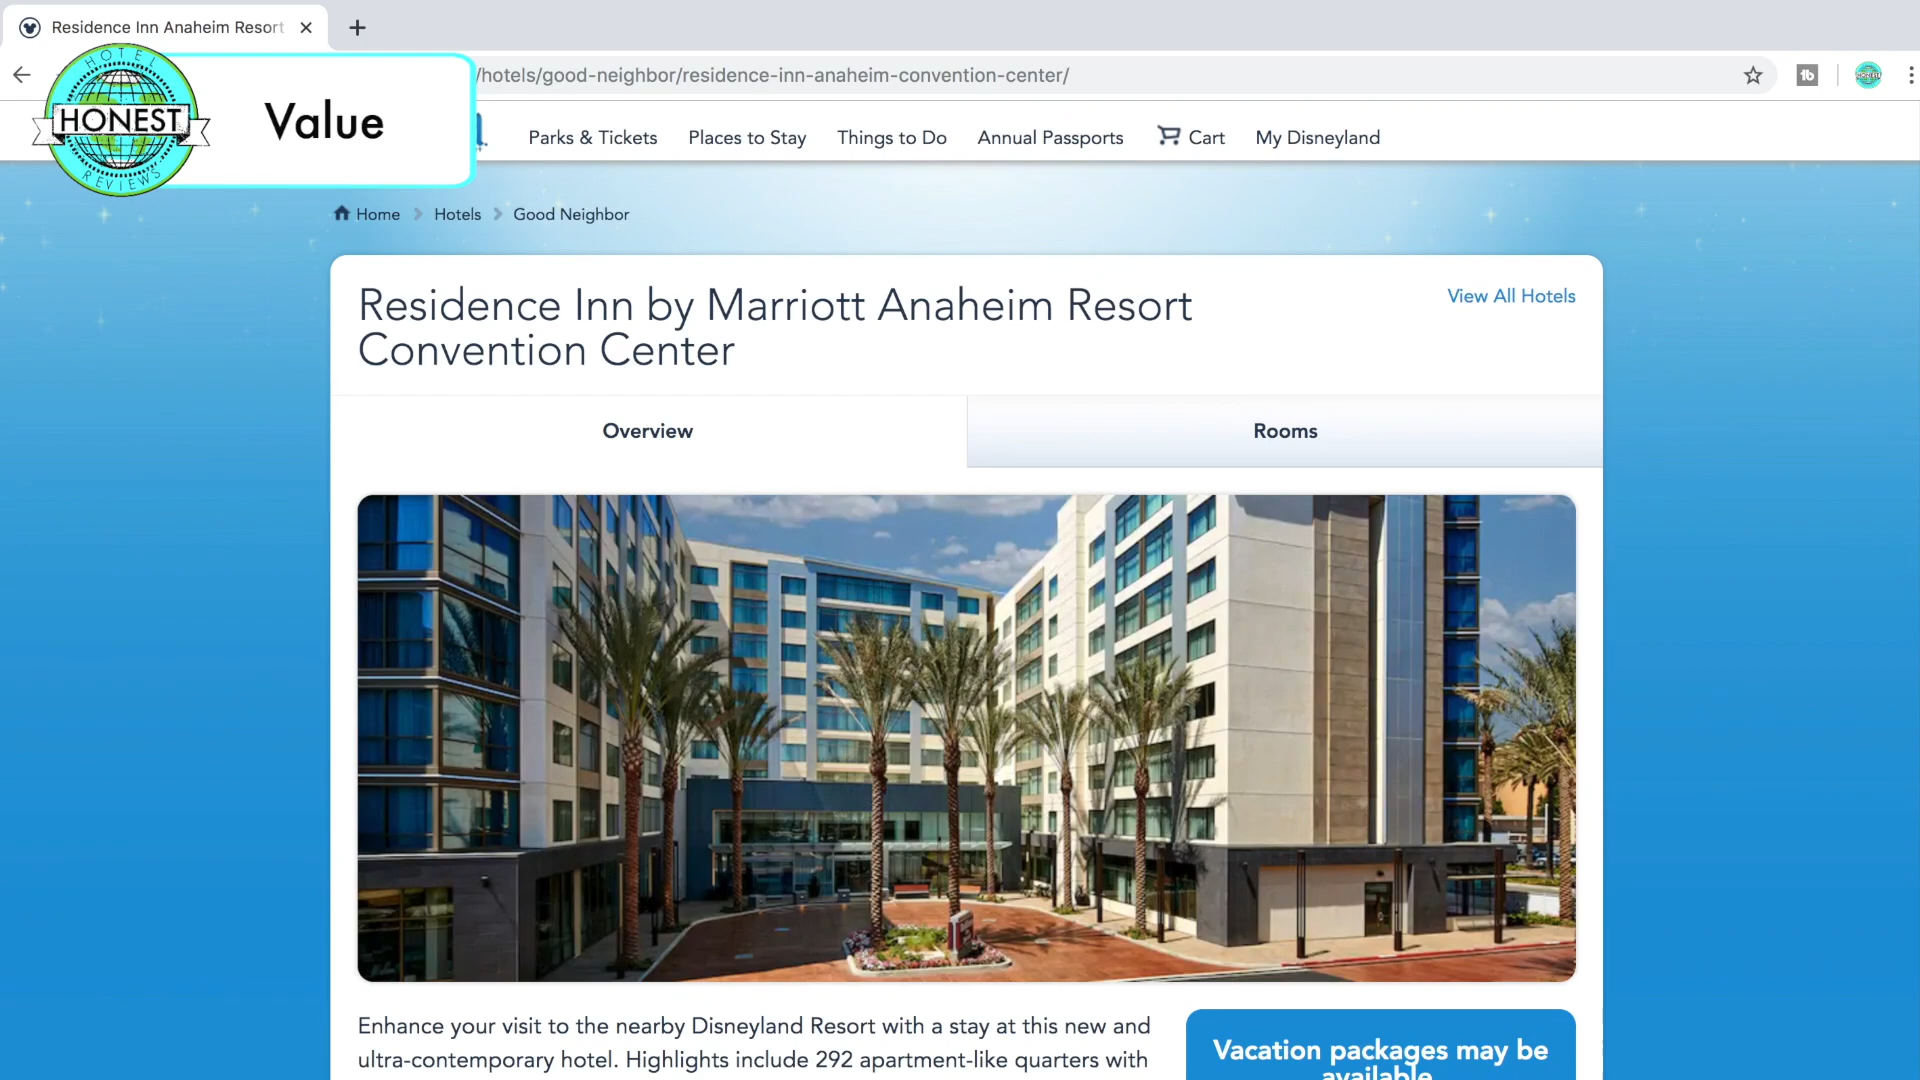 Residence Inn Anaheim Resort
/hotels/good-neighbor/residence-inn-anaheim-convention-center/
HOTEL
HONEST
REVIEWS
Value
Parks & Tickets
Places to Stay
Things to Do
Annual Passports
Cart
My Disneyland
Home
Hotels
Good Neighbor
Residence Inn by Marriott Anaheim Resort
Convention Center
View All Hotels
Overview
Rooms
Enhance your visit to the nearby Disneyland Resort with a stay at this new and
ultra-contemporary hotel. Highlights include 292 apartment-like quarters with
Vacation packages may be
available